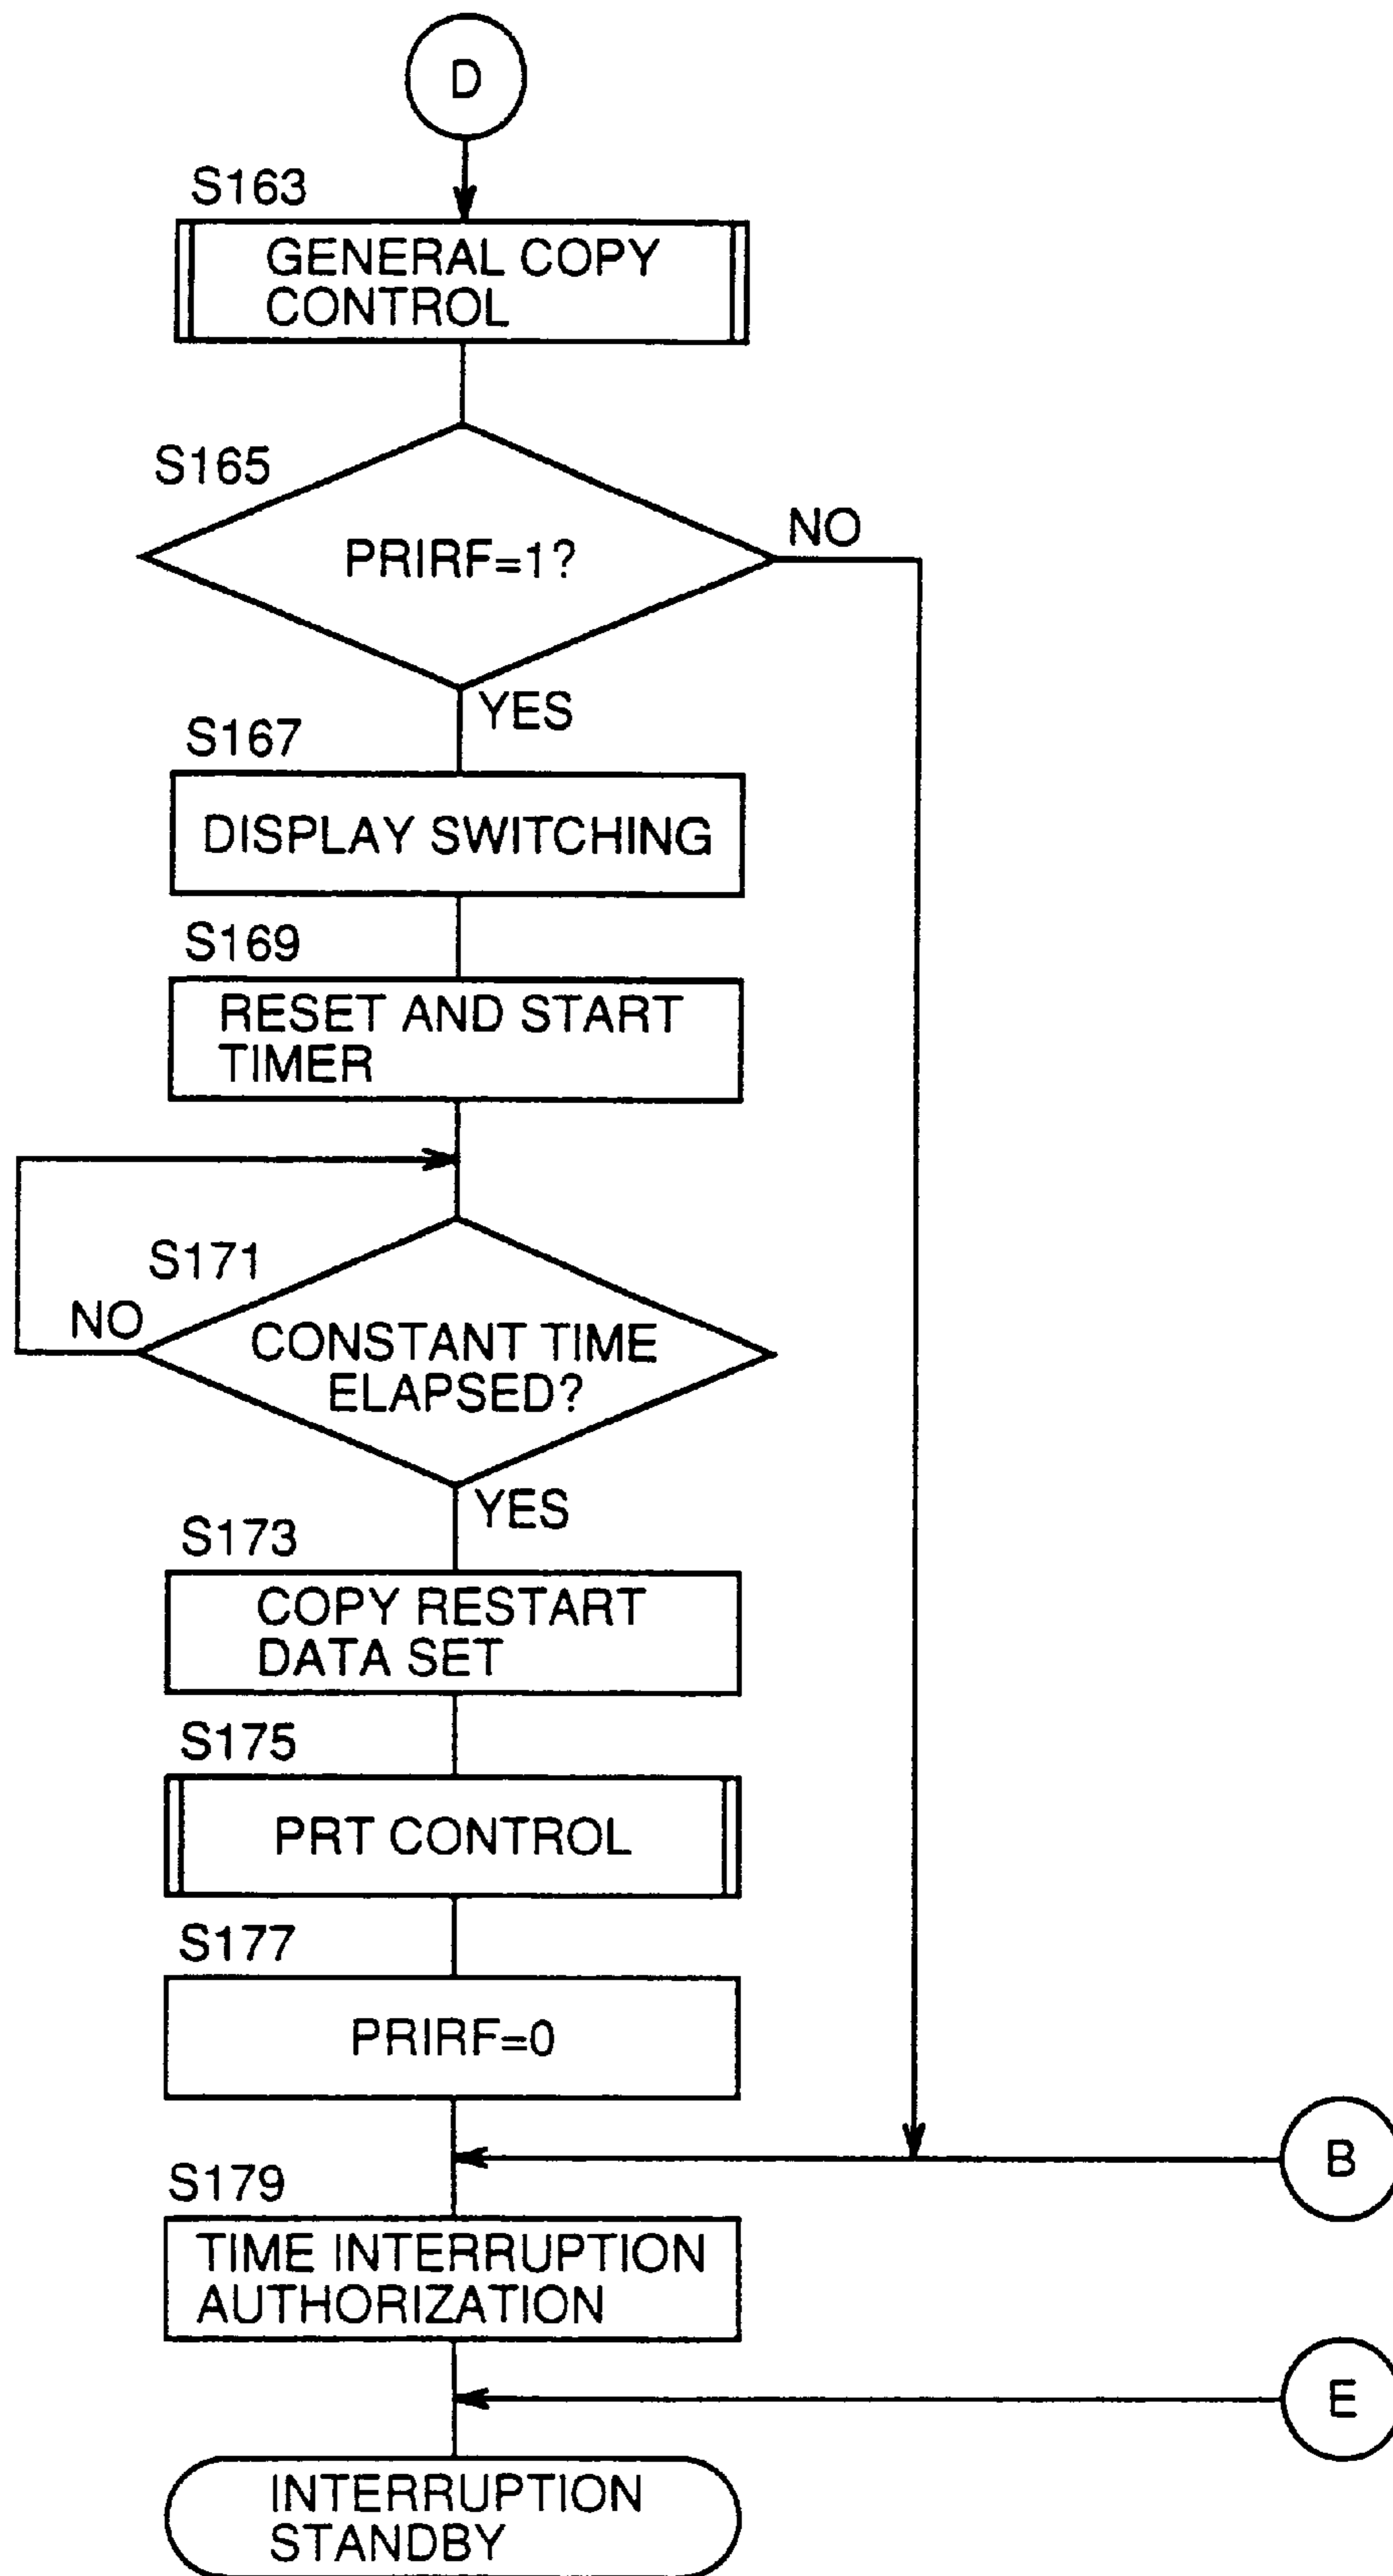 D
S163
GENERAL COPY
CONTROL
S165
PRIRF=1?
NO
YES
S167
DISPLAY SWITCHING
S169
RESET AND START
TIMER
S171
NO
CONSTANT TIME
ELAPSED?
YES
S173
COPY RESTART
DATA SET
S175
PRT CONTROL
S177
PRIRF=0
B
S179
TIME INTERRUPTION
AUTHORIZATION
E
INTERRUPTION
STANDBY